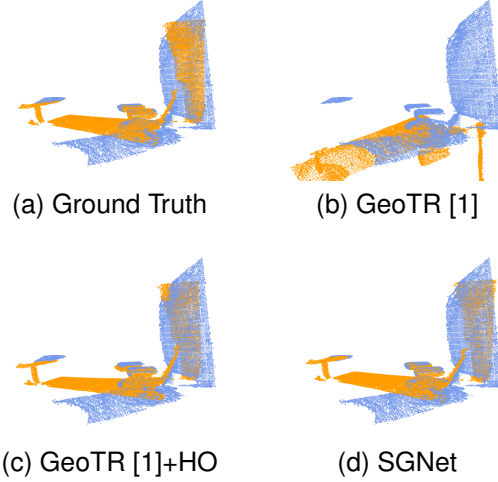 (a) Ground Truth
(b) GeoTR [1]
(c) GeoTR [1]+HO
(d) SGNet